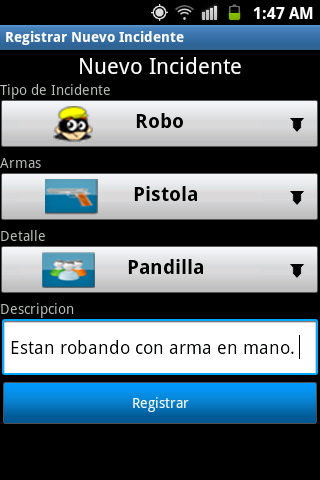 1:47 AM
Registrar Nuevo Incidente
Nuevo Incidente
Tipo de Incidente
Robo
Armas
Pistola
Detalle
Pandilla
Descripcion
Estan robando con arma en mano.
Registrar